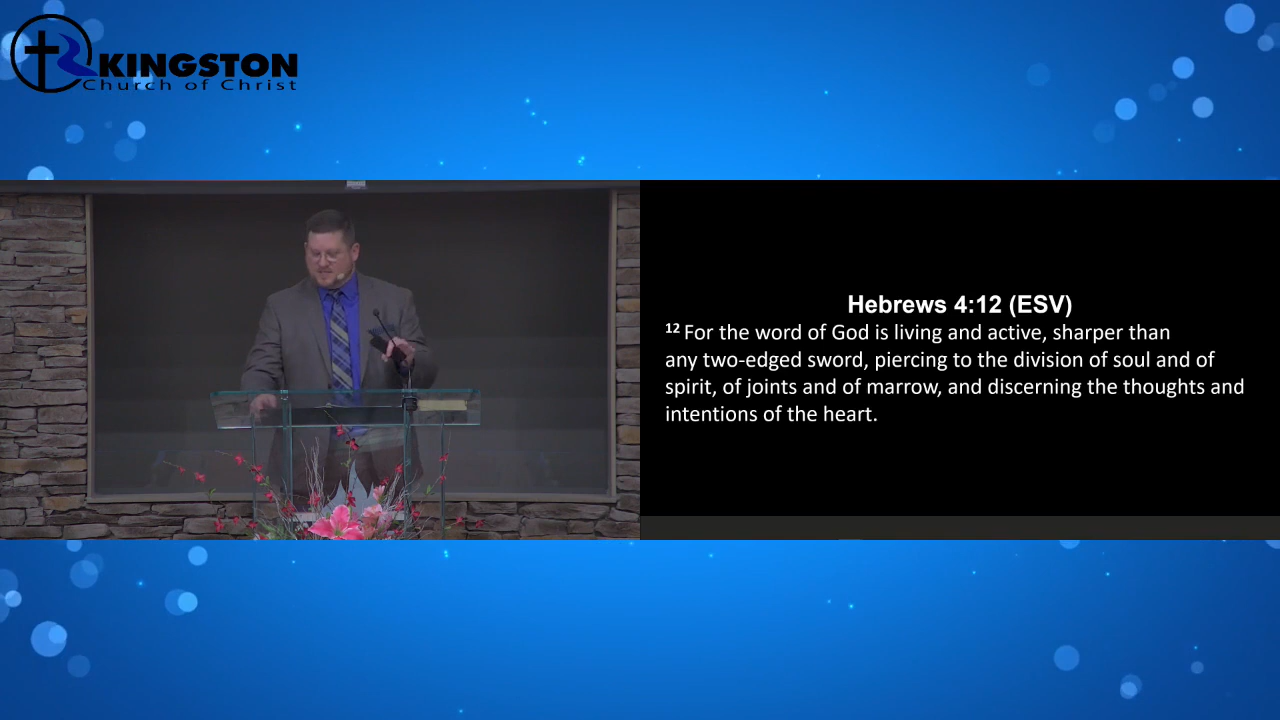 KINGSTON
Church of Christ
Hebrews 4:12 (ESV)
12 For the word of God is living and active, sharper than
any two-edged sword, piercing to the division of soul and of
spirit, of joints and of marrow, and discerning the thoughts and
intentions of the heart.